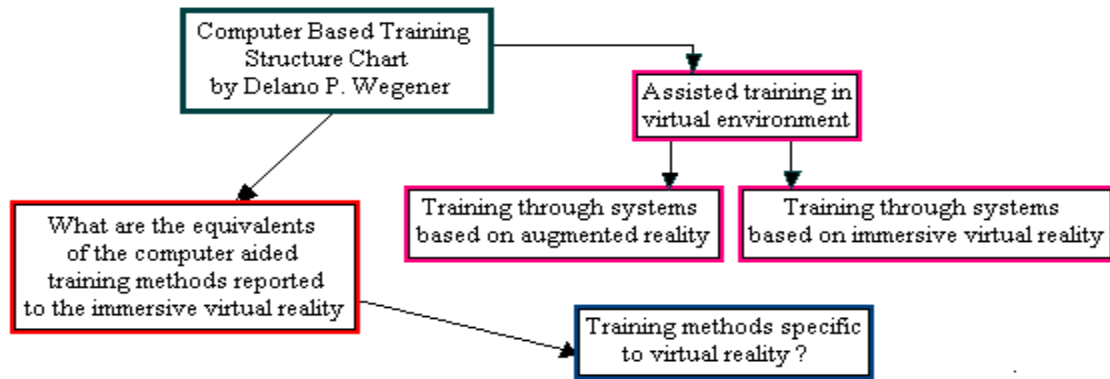 Computer Based Training
Structure Chart
by Delano P. Wegener
Assisted training in
virtual environment
Training through systems
based on augmented reality
Training through systems
based on immersive virtual reality
What are the equivalents
of the computer aided
training methods reported
to the immersive virtual reality
Training methods specific
to virtual reality ?